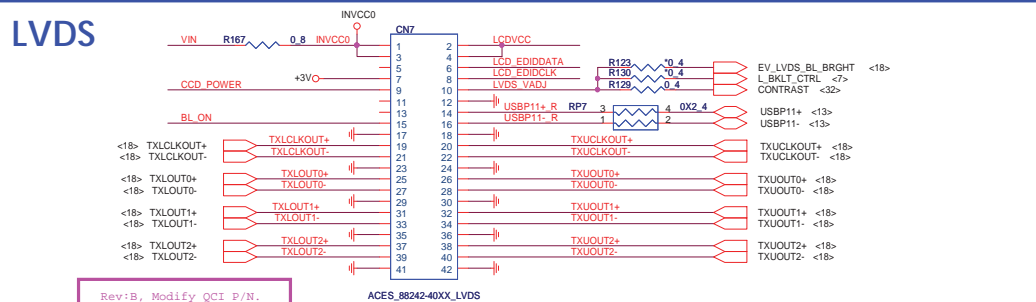 LVDS
INVCC0
CN7
VIN R167 0_8 INVCC0 1 2 LCDVCC
3 4
5 6 LCD_EDIDDATA R123 *0_4 EV_LVDS_BL_BRGHT <18>
+3V 7 8 LCD_EDIDCLK R130 *0_4 L_BKLT_CTRL <7>
CCD_POWER 9 10 LVDS_VADJ R129 0_4 CONTRAST <32>
11 12
13 14 USBP11+_R RP7 3 4 0X2_4 USBP11+ <13>
BL_ON 15 16 USBP11-_R 1 2 USBP11- <13>
17 18
<18> TXLCLKOUT+ TXLCLKOUT+ 19 20 TXUCLKOUT+ TXUCLKOUT+ <18>
<18> TXLCLKOUT- TXLCLKOUT- 21 22 TXUCLKOUT- TXUCLKOUT- <18>
23 24
<18> TXLOUT0+ TXLOUT0+ 25 26 TXUOUT0+ TXUOUT0+ <18>
<18> TXLOUT0- TXLOUT0- 27 28 TXUOUT0- TXUOUT0- <18>
29 30
<18> TXLOUT1+ TXLOUT1+ 31 32 TXUOUT1+ TXUOUT1+ <18>
<18> TXLOUT1- TXLOUT1- 33 34 TXUOUT1- TXUOUT1- <18>
35 36
<18> TXLOUT2+ TXLOUT2+ 37 38 TXUOUT2+ TXUOUT2+ <18>
<18> TXLOUT2- TXLOUT2- 39 40 TXUOUT2- TXUOUT2- <18>
41 42
Rev:B, Modify QCI P/N.
ACES_88242-40XX_LVDS